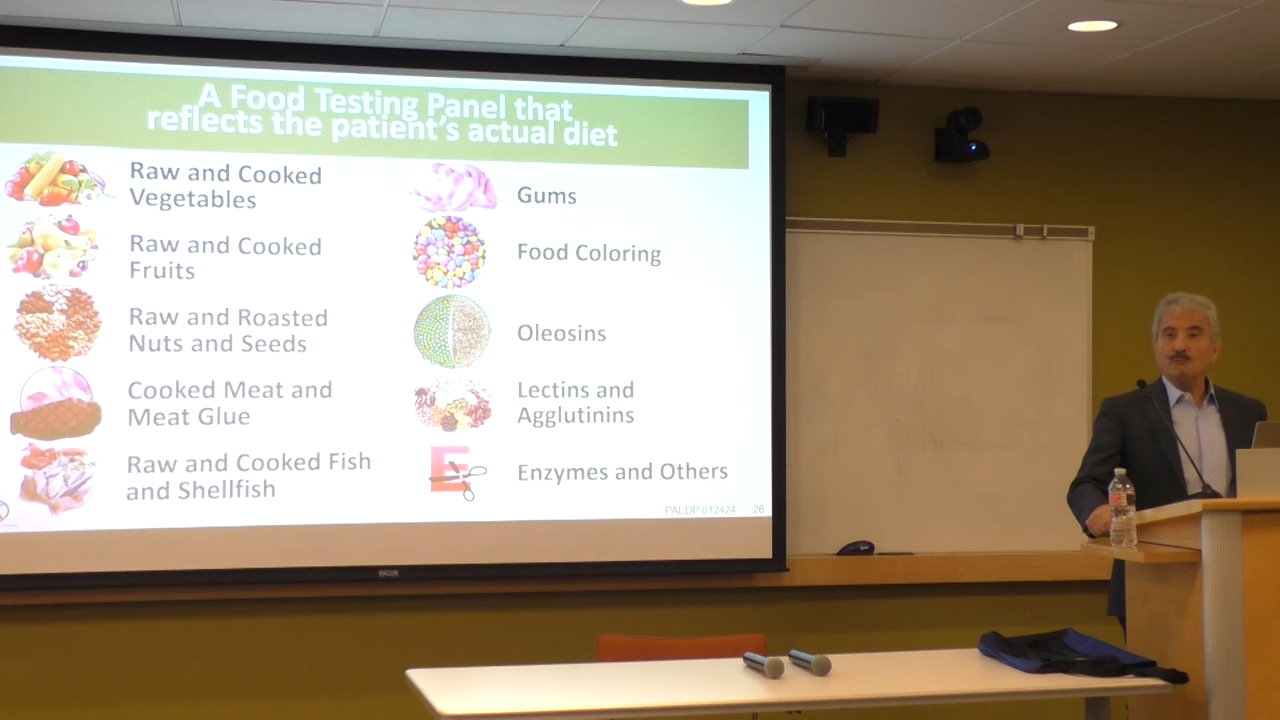 A Food Testing Panel that
reflects the patient's actual diet
Raw and Cooked
Vegetables
Raw and Cooked
Fruits
Raw and Roasted
Nuts and Seeds
Cooked Meat and
Meat Glue
Raw and Cooked Fish
and Shellfish
Gums
Food Coloring
Oleosins
Lectins and
Agglutinins
E
Enzymes and Others
PAEDP 012424 26